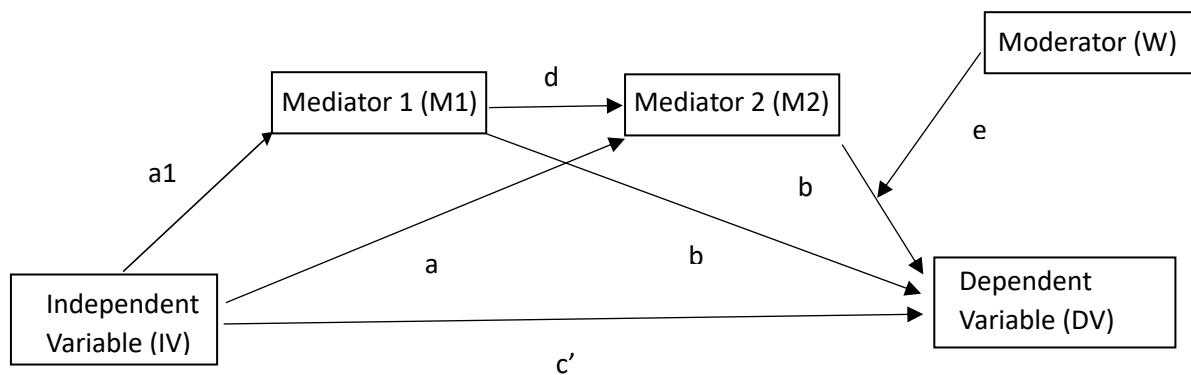 Moderator (W)
d
Mediator 1 (M1)
Mediator 2 (M2)
e
a1
b
a
b
Independent
Variable (IV)
Dependent
Variable (DV)
c’